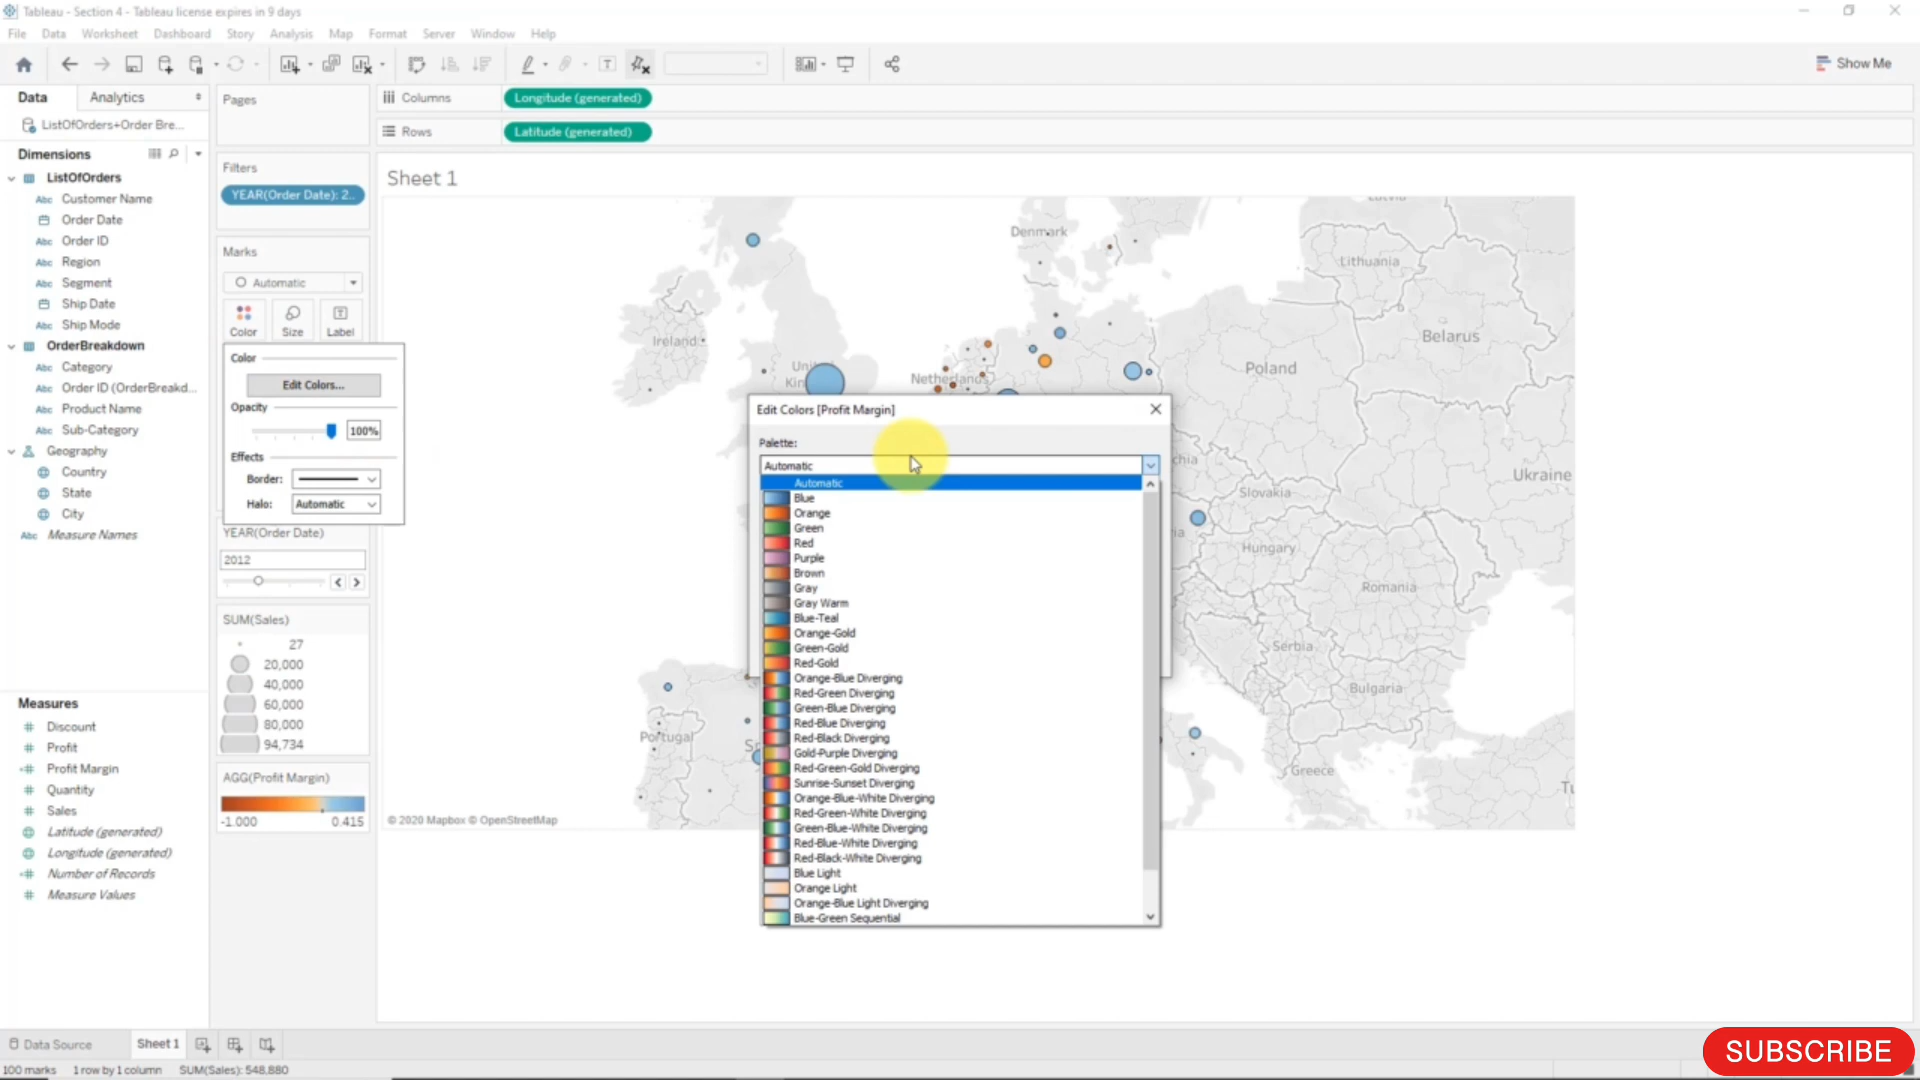 Tableau - Section 4 - Tableau license expires in 9 days
File Data Worksheet Dashboard Story Analysis Map Format Server Window Help
Show Me
Data Analytics
ListOfOrders+Order Bre...
Dimensions
ListOfOrders
Abc Customer Name
Order Date
Abc Order ID
Abc Region
Abc Segment
Ship Date
Abc Ship Mode
OrderBreakdown
Abc Category
Abc Order ID (OrderBreakd...
Abc Product Name
Abc Sub-Category
Geography
Country
State
City
Abc Measure Names
Measures
Discount
Profit
Profit Margin
Quantity
Sales
Latitude (generated)
Longitude (generated)
Number of Records
Measure Values
Pages
Filters
YEAR(Order Date): 2..
Marks
Automatic
Color Size Label
Color
Edit Colors...
Opacity
100%
Effects
Border:
Halo: Automatic
YEAR(Order Date)
2012
SUM(Sales)
27
20,000
40,000
60,000
80,000
94,734
AGG(Profit Margin)
-1.000 0.415
Columns Longitude (generated)
Rows Latitude (generated)
Sheet 1
Latvia
Denmark
Lithuania
Ireland
Belarus
Poland
Netherlands
Ukraine
Slovakia
Hungary
Romania
Serbia
Bulgaria
Portugal
Greece
© 2020 Mapbox © OpenStreetMap
Edit Colors [Profit Margin]
Palette:
Automatic
Automatic
Blue
Orange
Green
Red
Purple
Brown
Gray
Gray Warm
Blue-Teal
Orange-Gold
Green-Gold
Red-Gold
Orange-Blue Diverging
Red-Green Diverging
Green-Blue Diverging
Red-Blue Diverging
Red-Black Diverging
Gold-Purple Diverging
Red-Green-Gold Diverging
Sunrise-Sunset Diverging
Orange-Blue-White Diverging
Red-Green-White Diverging
Green-Blue-White Diverging
Red-Blue-White Diverging
Red-Black-White Diverging
Blue Light
Orange Light
Orange-Blue Light Diverging
Blue-Green Sequential
Data Source Sheet 1
100 marks 1 row by 1 column SUM(Sales): 548,880
SUBSCRIBE